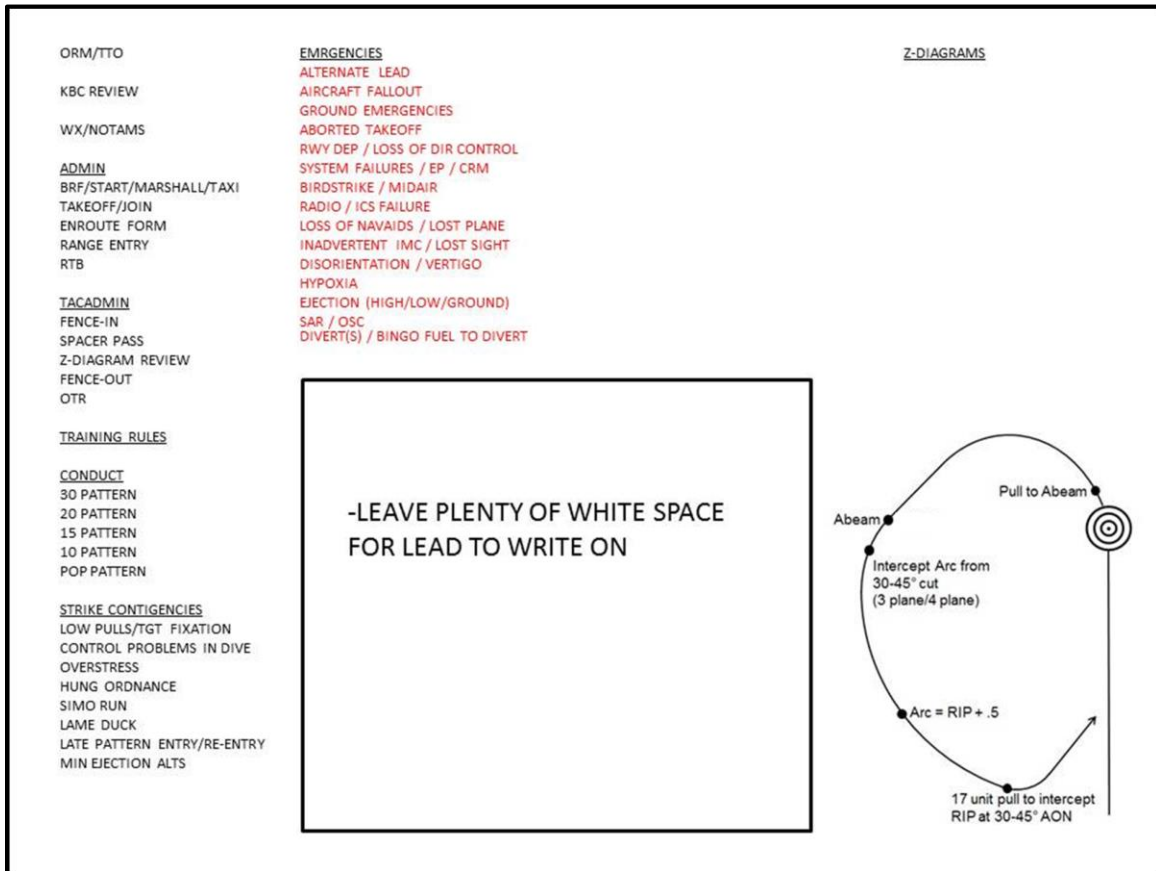 ORM/TTO
KBC REVIEW
WX/NOTAMS
ADMIN
BRF/START/MARSHALL/TAXI
TAKEOFF/JOIN
ENROUTE FORM
RANGE ENTRY
RTB
TACADMIN
FENCE-IN
SPACER PASS
Z-DIAGRAM REVIEW
FENCE-OUT
OTR
TRAINING RULES
CONDUCT
30 PATTERN
20 PATTERN
15 PATTERN
10 PATTERN
POP PATTERN
STRIKE CONTIGENCIES
LOW PULLS/TGT FIXATION
CONTROL PROBLEMS IN DIVE
OVERSTRESS
HUNG ORDNANCE
SIMO RUN
LAME DUCK
LATE PATTERN ENTRY/RE-ENTRY
MIN EJECTION ALTS
EMRGENCIES
ALTERNATE LEAD
AIRCRAFT FALLOUT
GROUND EMERGENCIES
ABORTED TAKEOFF
RWY DEP / LOSS OF DIR CONTROL
SYSTEM FAILURES / EP / CRM
BIRDSTRIKE / MIDAIR
RADIO / ICS FAILURE
LOSS OF NAVAIDS / LOST PLANE
INADVERTENT IMC / LOST SIGHT
DISORIENTATION / VERTIGO
HYPOXIA
EJECTION (HIGH/LOW/GROUND)
SAR / OSC
DIVERT(S) / BINGO FUEL TO DIVERT
-LEAVE PLENTY OF WHITE SPACE
FOR LEAD TO WRITE ON
Z-DIAGRAMS
Pull to Abeam
Abeam
Intercept Arc from
30-45° cut
(3 plane/4 plane)
Arc = RIP + .5
17 unit pull to intercept
RIP at 30-45° AON